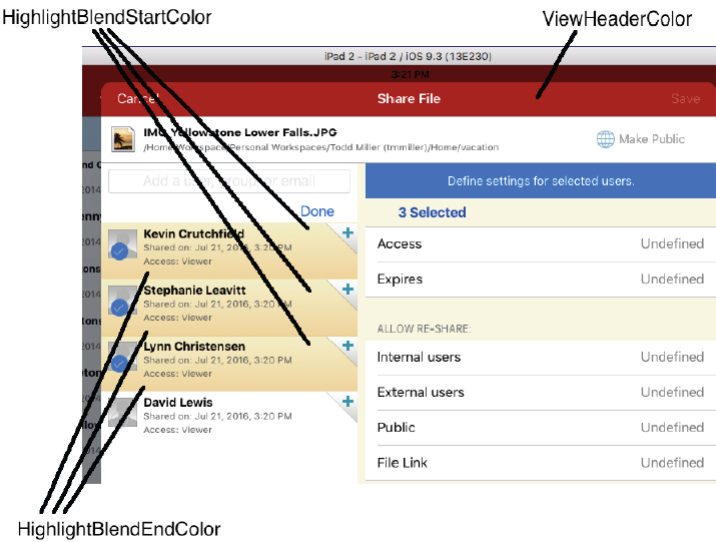 HighlightBlendStartColor
ViewHeaderColor
iPad 2 - iPad 2 / iOS 9.3 (13E230)
3:21 PM
Cancel
Share File
Save
IMG Yellowstone Lower Falls.JPG
/Home Workspace/Personal Workspaces/Todd Miller (tmmiller)/Home/vacation
Make Public
Add a user, group, or email
Define settings for selected users.
Done
3 Selected
Kevin Crutchfield
Shared on: Jul 21, 2016, 3:20 PM
Access: Viewer
Stephanie Leavitt
Shared on: Jul 21, 2016, 3:20 PM
Access: Viewer
Lynn Christensen
Shared on: Jul 21, 2016, 3:20 PM
Access: Viewer
David Lewis
Shared on: Jul 21, 2016, 3:20 PM
Access: Viewer
Access Undefined
Expires Undefined
ALLOW RE-SHARE:
Internal users Undefined
External users Undefined
Public Undefined
File Link Undefined
HighlightBlendEndColor